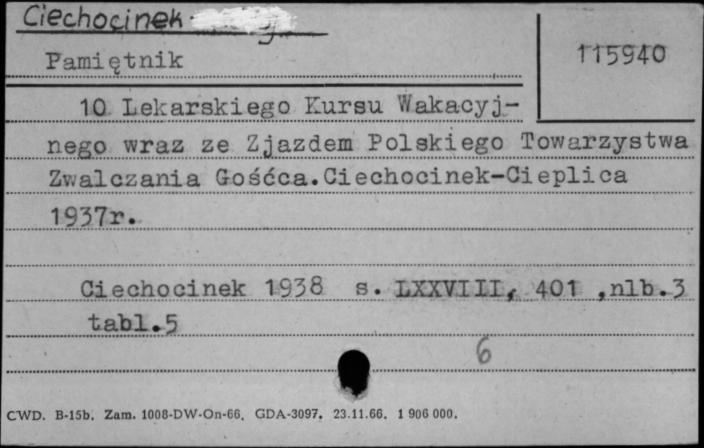 Ciechocinek
115940
Pamiętnik
10 Lekarskiego Kursu Wakacyj-
nego wraz ze Zjazdem Polskiego Towarzystwa
Zwalczania Gośćca.Ciechocinek-Cieplica
1937r.
Ciechocinek 1938 s. LXXVIII, 401 ,nlb.3
tabl.5
6
CWD. B-15b. Zam. 1008-DW-On-66. GDA-3097. 23.11.66. 1 906 000.